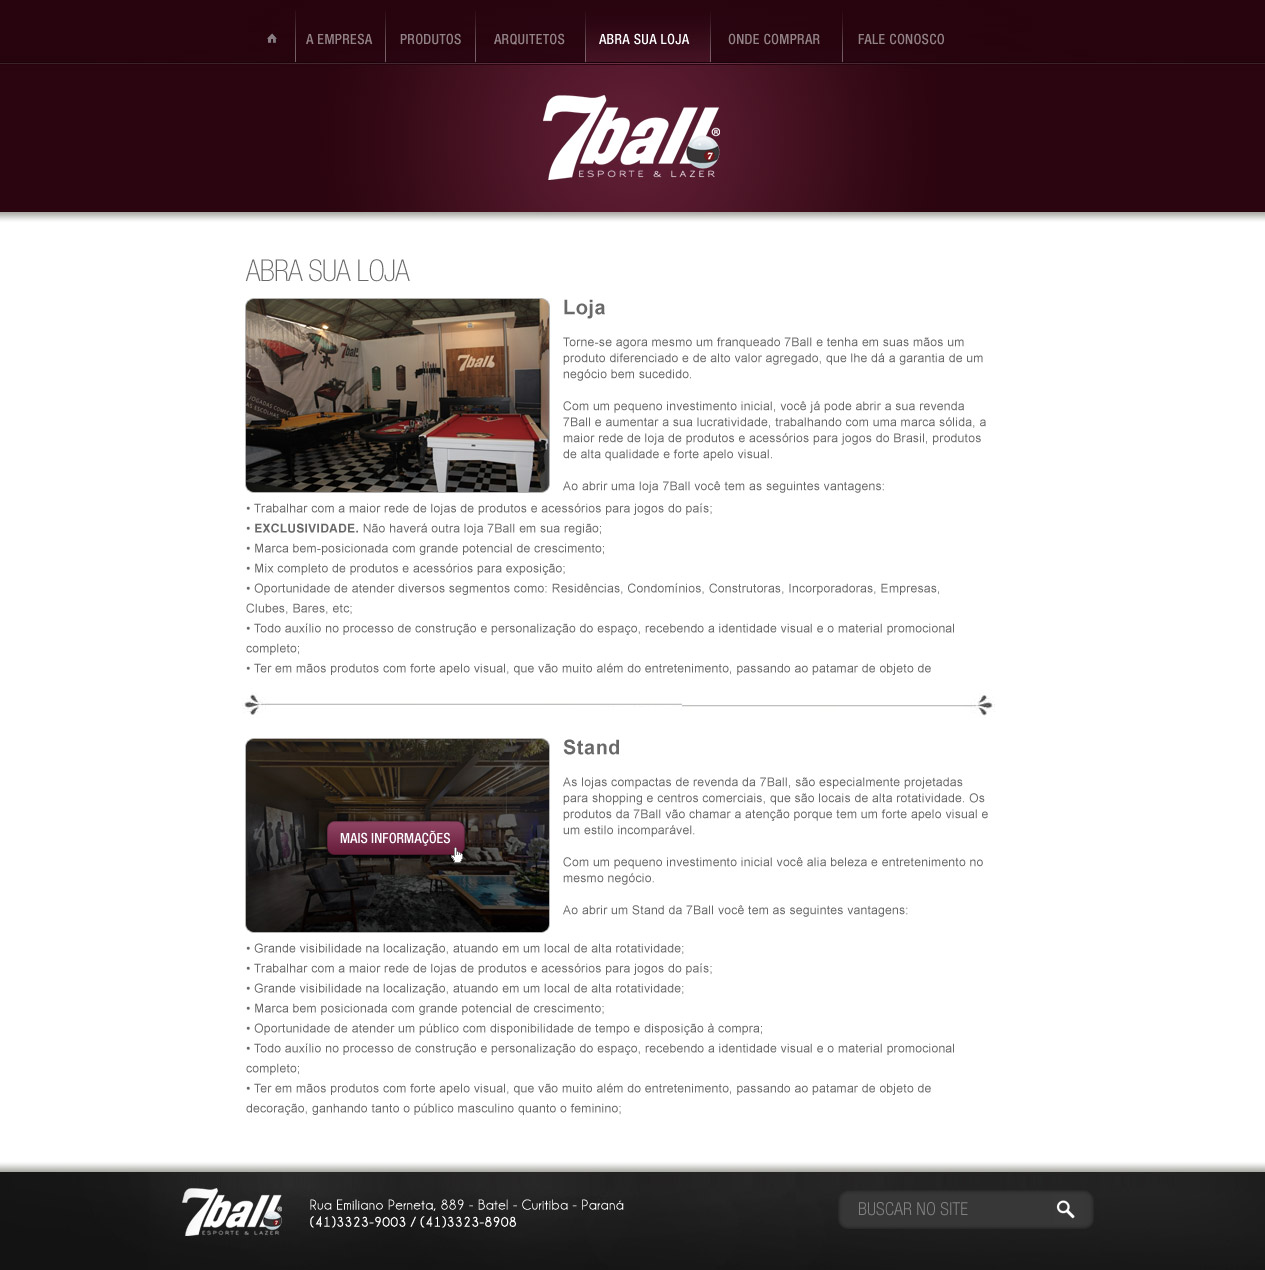 A EMPRESA
PRODUTOS
ARQUITETOS
ABRA SUA LOJA
ONDE COMPRAR
FALE CONOSCO
7ball®
7
ESPORTE & LAZER
ABRA SUA LOJA
7ball
7ball
JOGADAS COMIGO
AS ESCOLHAS
Loja
Torne-se agora mesmo um franqueado 7Ball e tenha em suas mãos um
produto diferenciado e de alto valor agregado, que lhe dá a garantia de um
negócio bem sucedido.
Com um pequeno investimento inicial, você já pode abrir a sua revenda
7Ball e aumentar a sua lucratividade, trabalhando com uma marca sólida, a
maior rede de loja de produtos e acessórios para jogos do Brasil, produtos
de alta qualidade e forte apelo visual.
Ao abrir uma loja 7Ball você tem as seguintes vantagens:
• Trabalhar com a maior rede de lojas de produtos e acessórios para jogos do país;
• EXCLUSIVIDADE. Não haverá outra loja 7Ball em sua região;
• Marca bem-posicionada com grande potencial de crescimento;
• Mix completo de produtos e acessórios para exposição;
• Oportunidade de atender diversos segmentos como: Residências, Condomínios, Construtoras, Incorporadoras, Empresas,
Clubes, Bares, etc;
• Todo auxílio no processo de construção e personalização do espaço, recebendo a identidade visual e o material promocional
completo;
• Ter em mãos produtos com forte apelo visual, que vão muito além do entretenimento, passando ao patamar de objeto de
MAIS INFORMAÇÕES
Stand
As lojas compactas de revenda da 7Ball, são especialmente projetadas
para shopping e centros comerciais, que são locais de alta rotatividade. Os
produtos da 7Ball vão chamar a atenção porque tem um forte apelo visual e
um estilo incomparável.
Com um pequeno investimento inicial você alia beleza e entretenimento no
mesmo negócio.
Ao abrir um Stand da 7Ball você tem as seguintes vantagens:
• Grande visibilidade na localização, atuando em um local de alta rotatividade;
• Trabalhar com a maior rede de lojas de produtos e acessórios para jogos do país;
• Grande visibilidade na localização, atuando em um local de alta rotatividade;
• Marca bem posicionada com grande potencial de crescimento;
• Oportunidade de atender um público com disponibilidade de tempo e disposição à compra;
• Todo auxílio no processo de construção e personalização do espaço, recebendo a identidade visual e o material promocional
completo;
• Ter em mãos produtos com forte apelo visual, que vão muito além do entretenimento, passando ao patamar de objeto de
decoração, ganhando tanto o público masculino quanto o feminino;
7ball
7
ESPORTE & LAZER
Rua Emiliano Perneta, 889 - Batel - Curitiba - Paraná
(41)3323-9003 / (41)3323-8908
BUSCAR NO SITE